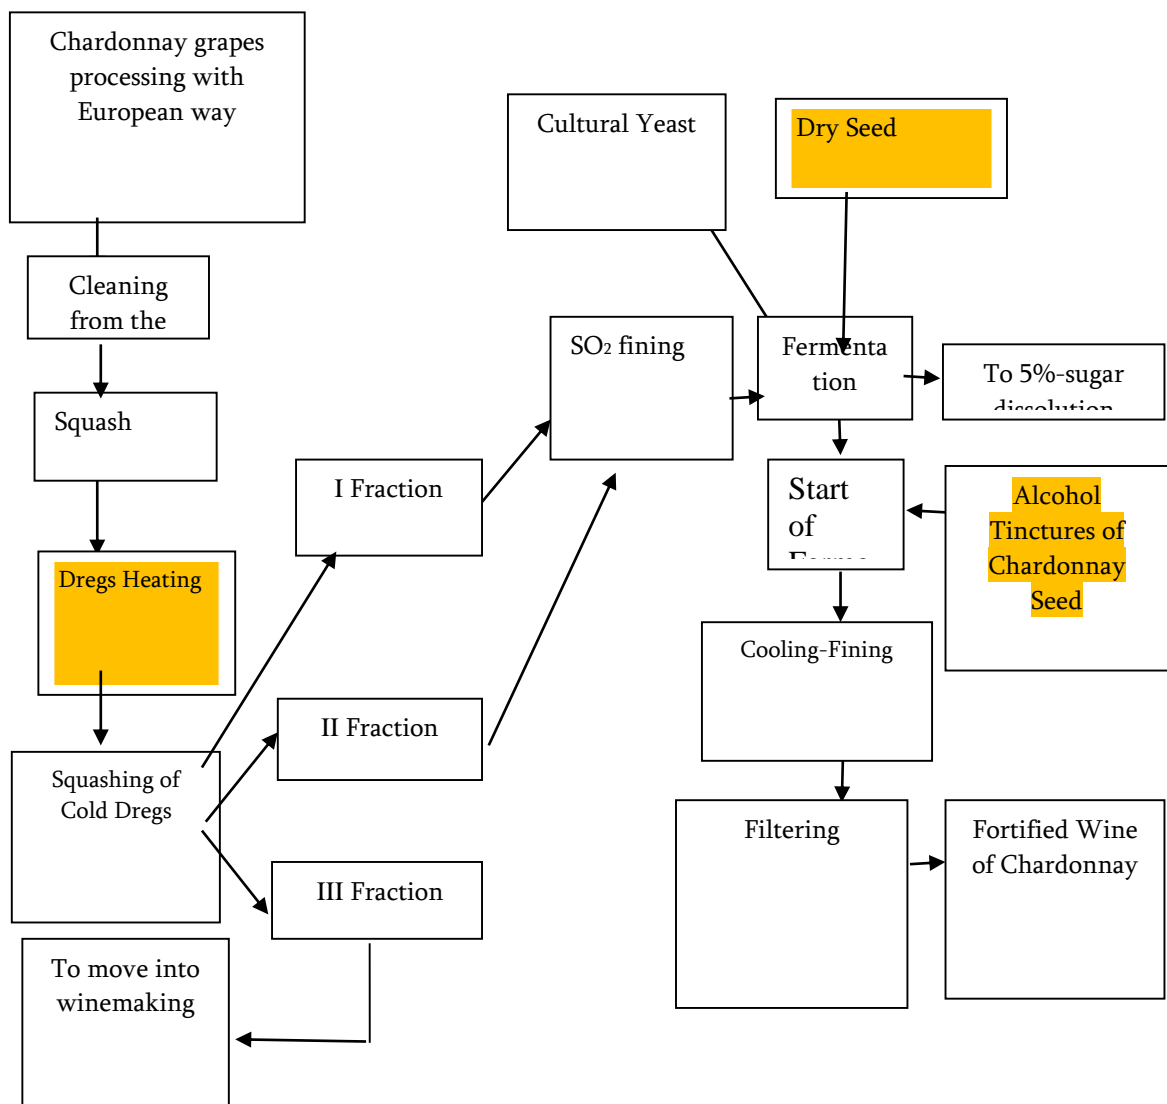 Chardonnay grapes
processing with
European way
Cleaning
from the
Squash
Dregs Heating
Squashing of
Cold Dregs
To move into
winemaking
I Fraction
II Fraction
III Fraction
SO₂ fining
Cultural Yeast
Dry Seed
Fermenta
tion
To 5%-sugar
dissolution
Start
of
Alcohol
Tinctures of
Chardonnay
Seed
Cooling-Fining
Filtering
Fortified Wine
of Chardonnay